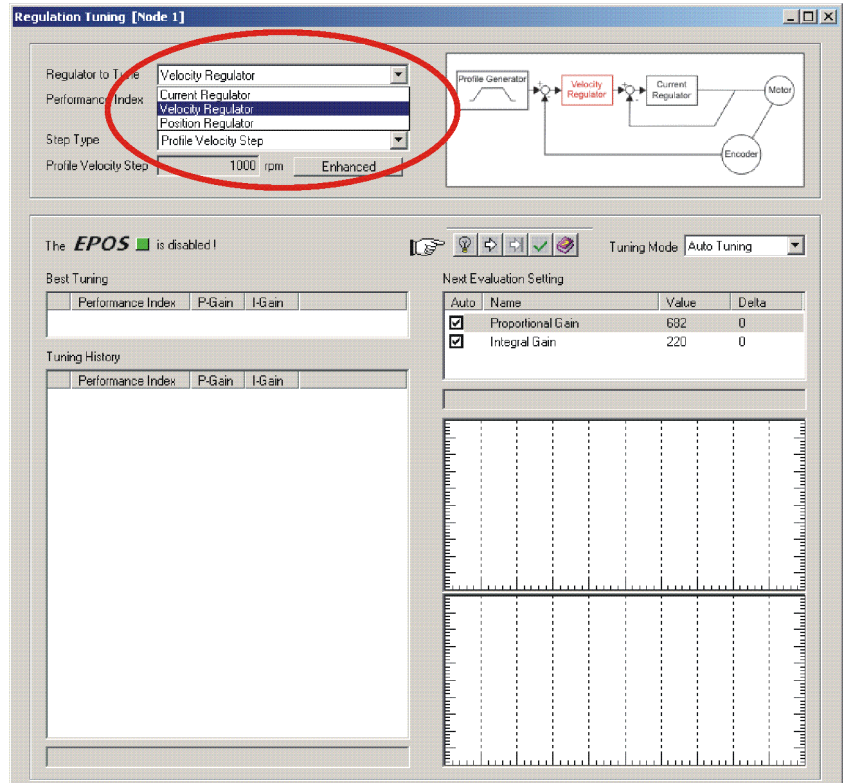 Regulation Tuning [Node 1]
Regulator to Tune Velocity Regulator
Performance Index Current Regulator
Velocity Regulator
Position Regulator
Step Type Profile Velocity Step
Profile Velocity Step 1000 rpm Enhanced
Profile Generator
Velocity Regulator
Current Regulator
Motor
Encoder
The EPOS is disabled !
Tuning Mode Auto Tuning
Best Tuning
Performance Index P-Gain I-Gain
Tuning History
Performance Index P-Gain I-Gain
Next Evaluation Setting
Auto Name Value Delta
Proportional Gain 682 0
Integral Gain 220 0